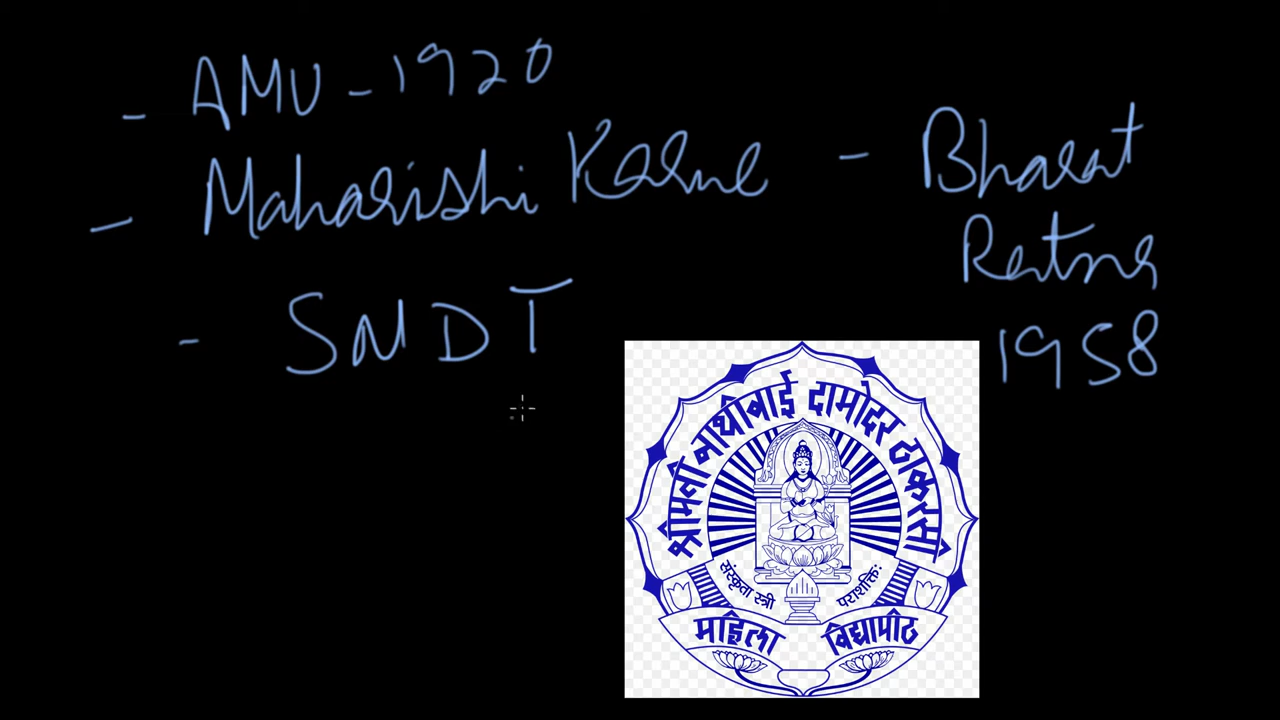 - AMU - 1920
- Maharishi Karve - Bharat
Ratna
- SNDT
1958
श्रीमती नाथीबाई दामोदर ठाकरसी
संस्कृता स्त्री पराशक्तिः
महिला विद्यापीठ